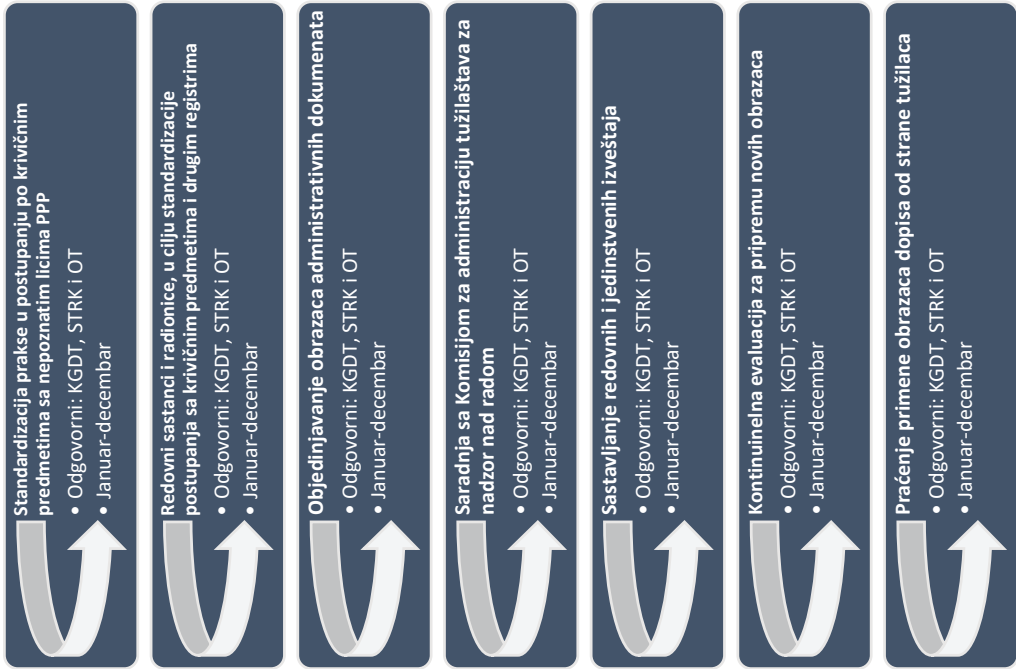 Standardizacija prakse u postupanju po krivičnim
predmetima sa nepoznatim licima PPP
• Odgovorni: KGDT, STRK i OT
• Januar-decembar
Redovni sastanci i radionice, u cilju standardizacije
postupanja sa krivičnim predmetima i drugim registrima
• Odgovorni: KGDT, STRK i OT
• Januar-decembar
Objedinjavanje obrazaca administrativnih dokumenata
• Odgovorni: KGDT, STRK i OT
• Januar-decembar
Saradnja sa Komisijom za administraciju tužilaštava za
nadzor nad radom
• Odgovorni: KGDT, STRK i OT
• Januar-decembar
Sastavljanje redovnih i jedinstvenih izveštaja
• Odgovorni: KGDT, STRK i OT
• Januar-decembar
Kontinuinelna evaluacija za pripremu novih obrazaca
• Odgovorni: KGDT, STRK i OT
• Januar-decembar
Praćenje primene obrazaca dopisa od strane tužilaca
• Odgovorni: KGDT, STRK i OT
• Januar-decembar